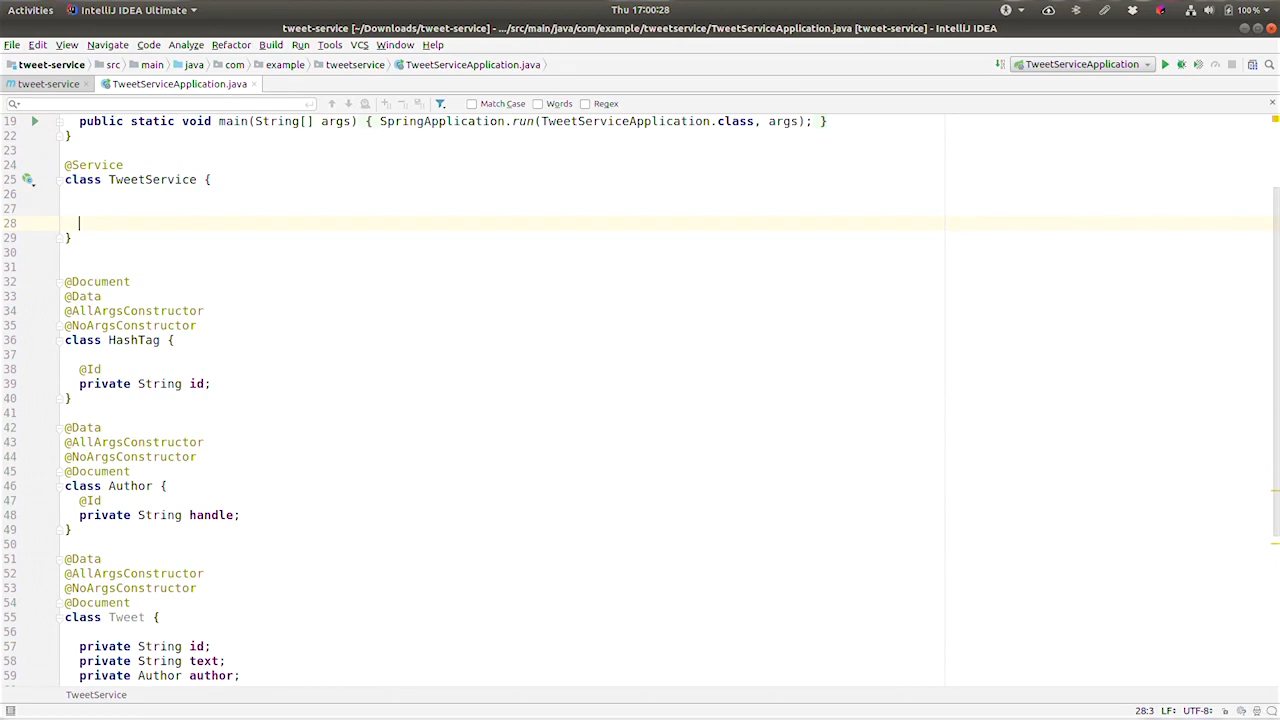 Activities IntelliJ IDEA Ultimate Thu 17:00:28 100 %
tweet-service [~/Downloads/tweet-service] - .../src/main/java/com/example/tweetservice/TweetServiceApplication.java [tweet-service] - IntelliJ IDEA
File Edit View Navigate Code Analyze Refactor Build Run Tools VCS Window Help
tweet-service src main java com example tweetservice TweetServiceApplication.java TweetServiceApplication
tweet-service TweetServiceApplication.java
Match Case Words Regex
19 public static void main(String[] args) { SpringApplication.run(TweetServiceApplication.class, args); }
22 }
23
24 @Service
25 class TweetService {
26
27
28
29 }
30
31
32 @Document
33 @Data
34 @AllArgsConstructor
35 @NoArgsConstructor
36 class HashTag {
37
38 @Id
39 private String id;
40 }
41
42 @Data
43 @AllArgsConstructor
44 @NoArgsConstructor
45 @Document
46 class Author {
47 @Id
48 private String handle;
49 }
50
51 @Data
52 @AllArgsConstructor
53 @NoArgsConstructor
54 @Document
55 class Tweet {
56
57 private String id;
58 private String text;
59 private Author author;
TweetService
28:3 LF÷ UTF-8÷